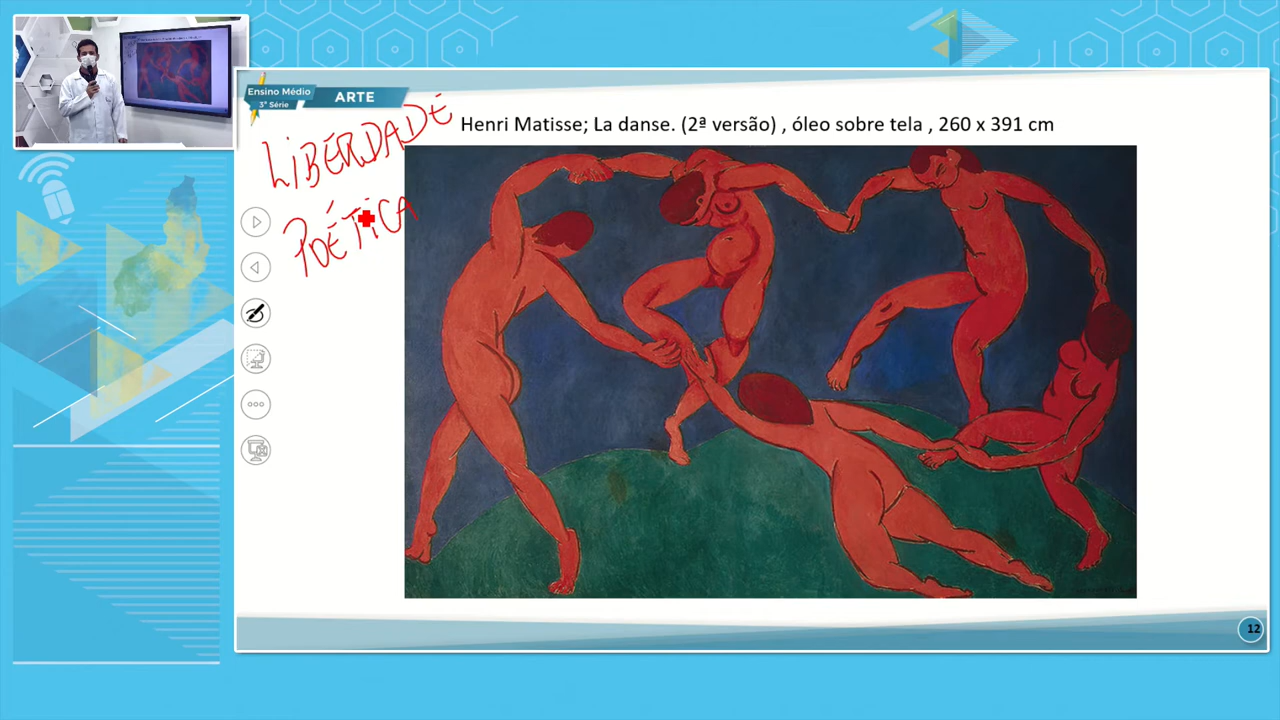 Ensino Médio
3ª Série
ARTE
Henri Matisse; La danse. (2ª versão) , óleo sobre tela , 260 x 391 cm
LIBERDADE
POÉTICA
12